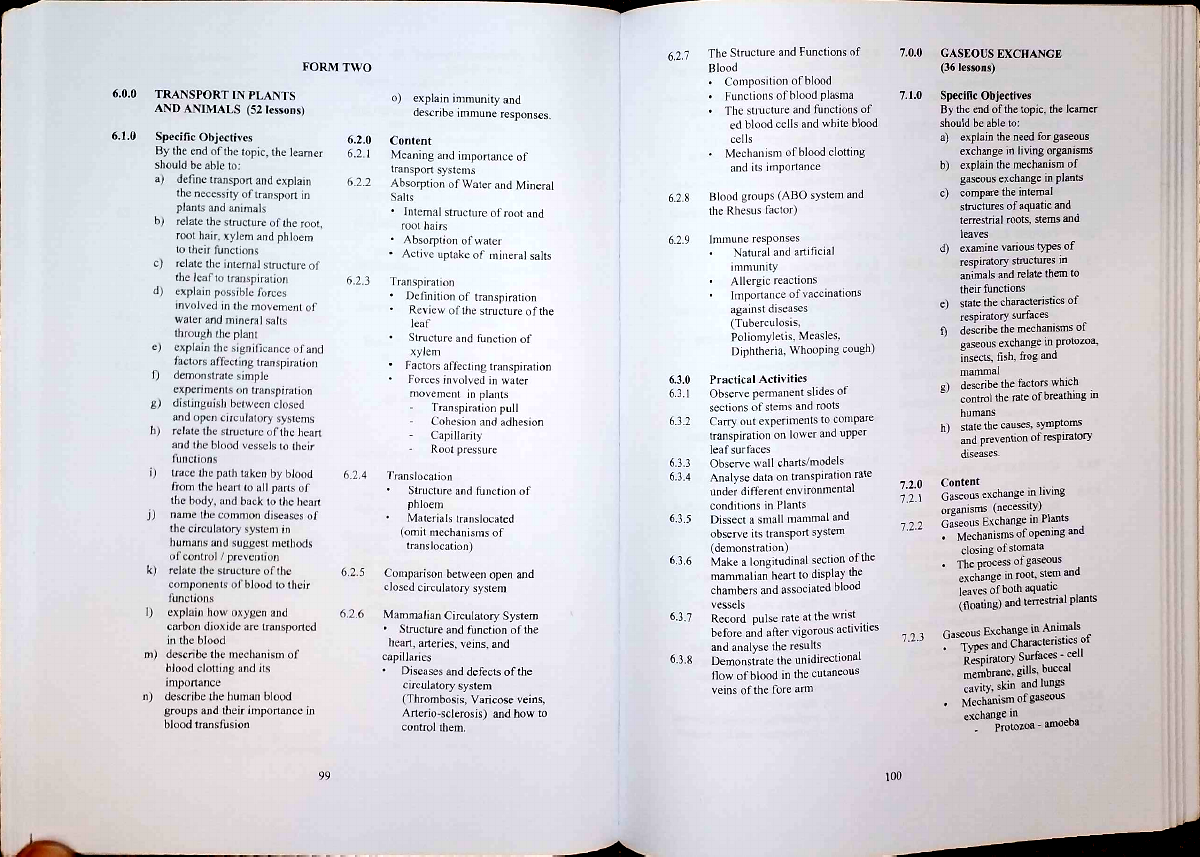 FORM TWO
6.0.0 TRANSPORT IN PLANTS
AND ANIMALS (52 lessons)
6.1.0 Specific Objectives
By the end of the topic, the learner
should be able to:
a) define transport and explain
the necessity of transport in
plants and animals
b) relate the structure of the root,
root hair, xylem and phloem
to their functions
c) relate the internal structure of
the leaf to transpiration
d) explain possible forces
involved in the movement of
water and mineral salts
through the plant
e) explain the significance of and
factors affecting transpiration
f) demonstrate simple
experiments on transpiration
g) distinguish between closed
and open circulatory systems
h) relate the structure of the heart
and the blood vessels to their
functions
i) trace the path taken by blood
from the heart to all parts of
the body, and back to the heart
j) name the common diseases of
the circulatory system in
humans and suggest methods
of control / prevention
k) relate the structure of the
components of blood to their
functions
l) explain how oxygen and
carbon dioxide are transported
in the blood
m) describe the mechanism of
blood clotting and its
importance
n) describe the human blood
groups and their importance in
blood transfusion
o) explain immunity and
describe immune responses.
6.2.0 Content
6.2.1 Meaning and importance of
transport systems
6.2.2 Absorption of Water and Mineral
Salts
• Internal structure of root and
root hairs
• Absorption of water
• Active uptake of mineral salts
6.2.3 Transpiration
• Definition of transpiration
• Review of the structure of the
leaf
• Structure and function of
xylem
• Factors affecting transpiration
• Forces involved in water
movement in plants
- Transpiration pull
- Cohesion and adhesion
- Capillarity
- Root pressure
6.2.4 Translocation
• Structure and function of
phloem
• Materials translocated
(omit mechanisms of
translocation)
6.2.5 Comparison between open and
closed circulatory system
6.2.6 Mammalian Circulatory System
• Structure and function of the
heart, arteries, veins, and
capillaries
• Diseases and defects of the
circulatory system
(Thrombosis, Varicose veins,
Arterio-sclerosis) and how to
control them.
99
6.2.7 The Structure and Functions of
Blood
• Composition of blood
• Functions of blood plasma
• The structure and functions of
ed blood cells and white blood
cells
• Mechanism of blood clotting
and its importance
6.2.8 Blood groups (ABO system and
the Rhesus factor)
6.2.9 Immune responses
• Natural and artificial
immunity
• Allergic reactions
• Importance of vaccinations
against diseases
(Tuberculosis,
Poliomyletis, Measles,
Diphtheria, Whooping cough)
6.3.0 Practical Activities
6.3.1 Observe permanent slides of
sections of stems and roots
6.3.2 Carry out experiments to compare
transpiration on lower and upper
leaf surfaces
6.3.3 Observe wall charts/models
6.3.4 Analyse data on transpiration rate
under different environmental
conditions in Plants
6.3.5 Dissect a small mammal and
observe its transport system
(demonstration)
6.3.6 Make a longitudinal section of the
mammalian heart to display the
chambers and associated blood
vessels
6.3.7 Record pulse rate at the wrist
before and after vigorous activities
and analyse the results
6.3.8 Demonstrate the unidirectional
flow of blood in the cutaneous
veins of the fore arm
7.0.0 GASEOUS EXCHANGE
(36 lessons)
7.1.0 Specific Objectives
By the end of the topic, the learner
should be able to:
a) explain the need for gaseous
exchange in living organisms
b) explain the mechanism of
gaseous exchange in plants
c) compare the internal
structures of aquatic and
terrestrial roots, stems and
leaves
d) examine various types of
respiratory structures in
animals and relate them to
their functions
e) state the characteristics of
respiratory surfaces
f) describe the mechanisms of
gaseous exchange in protozoa,
insects, fish, frog and
mammal
g) describe the factors which
control the rate of breathing in
humans
h) state the causes, symptoms
and prevention of respiratory
diseases.
7.2.0 Content
7.2.1 Gaseous exchange in living
organisms (necessity)
7.2.2 Gaseous Exchange in Plants
• Mechanisms of opening and
closing of stomata
• The process of gaseous
exchange in root, stem and
leaves of both aquatic
(floating) and terrestrial plants
7.2.3 Gaseous Exchange in Animals
• Types and Characteristics of
Respiratory Surfaces - cell
membrane, gills, buccal
cavity, skin and lungs
• Mechanism of gaseous
exchange in
- Protozoa - amoeba
100